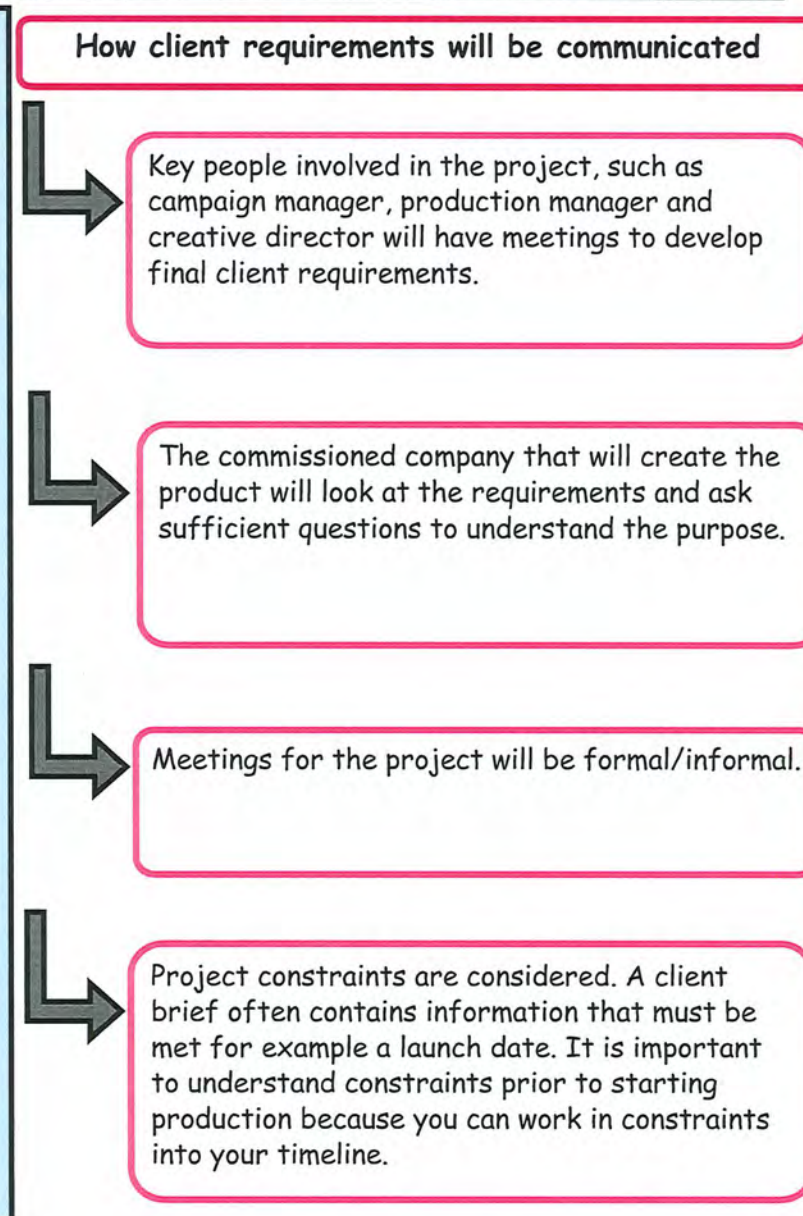 How client requirements will be communicated
Key people involved in the project, such as
campaign manager, production manager and
creative director will have meetings to develop
final client requirements.
The commissioned company that will create the
product will look at the requirements and ask
sufficient questions to understand the purpose.
Meetings for the project will be formal/informal.
Project constraints are considered. A client
brief often contains information that must be
met for example a launch date. It is important
to understand constraints prior to starting
production because you can work in constraints
into your timeline.